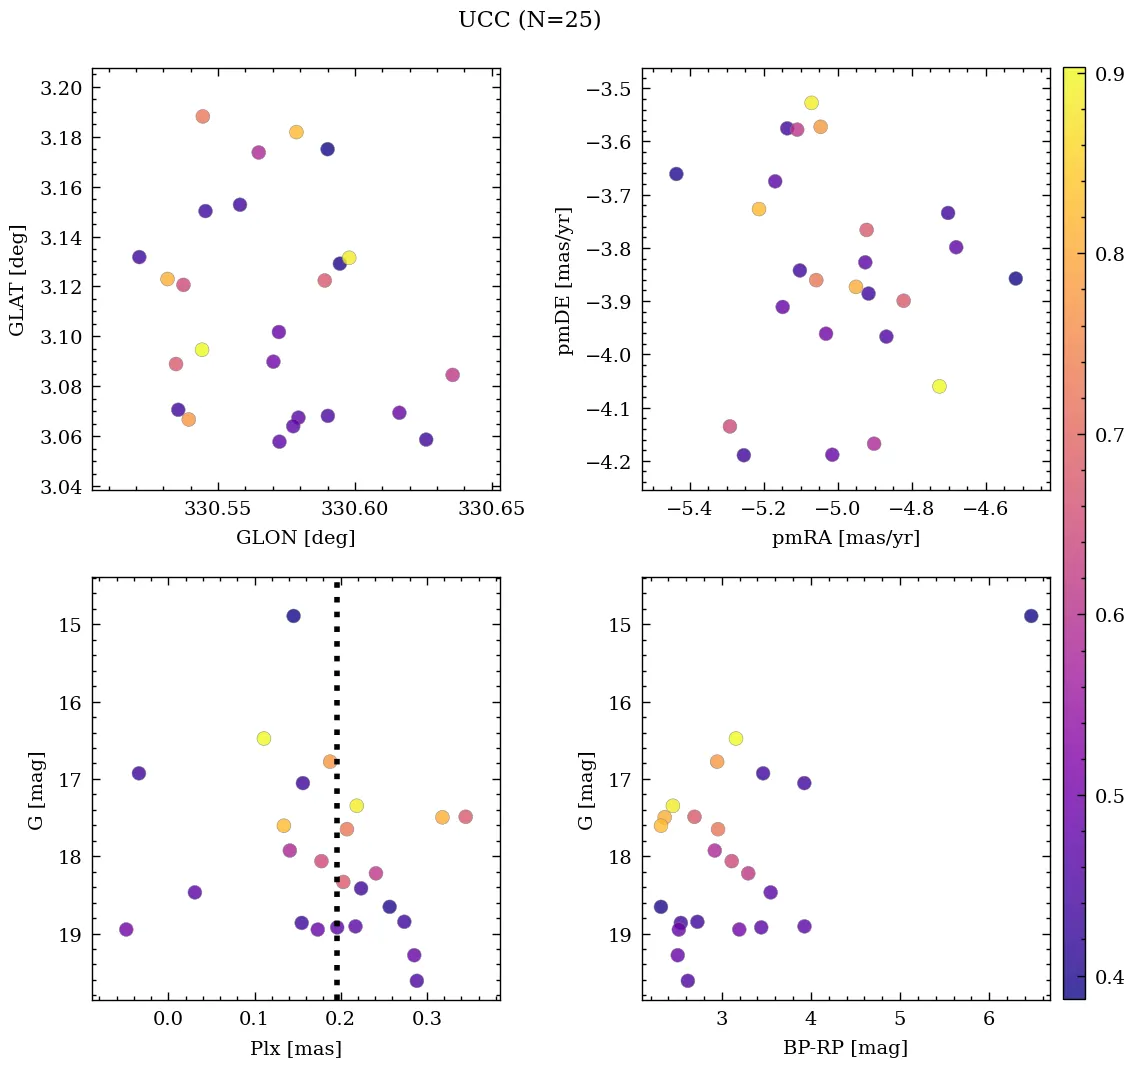 UCC (N=25)
3.20
3.18
3.16
3.14
3.12
3.10
3.08
3.06
3.04
GLAT [deg]
330.55 330.60 330.65
GLON [deg]
−3.5
−3.6
−3.7
−3.8
−3.9
−4.0
−4.1
−4.2
pmDE [mas/yr]
−5.4 −5.2 −5.0 −4.8 −4.6
pmRA [mas/yr]
15
16
17
18
19
G [mag]
0.0 0.1 0.2 0.3
Plx [mas]
15
16
17
18
19
G [mag]
3 4 5 6
BP-RP [mag]
0.9
0.8
0.7
0.6
0.5
0.4